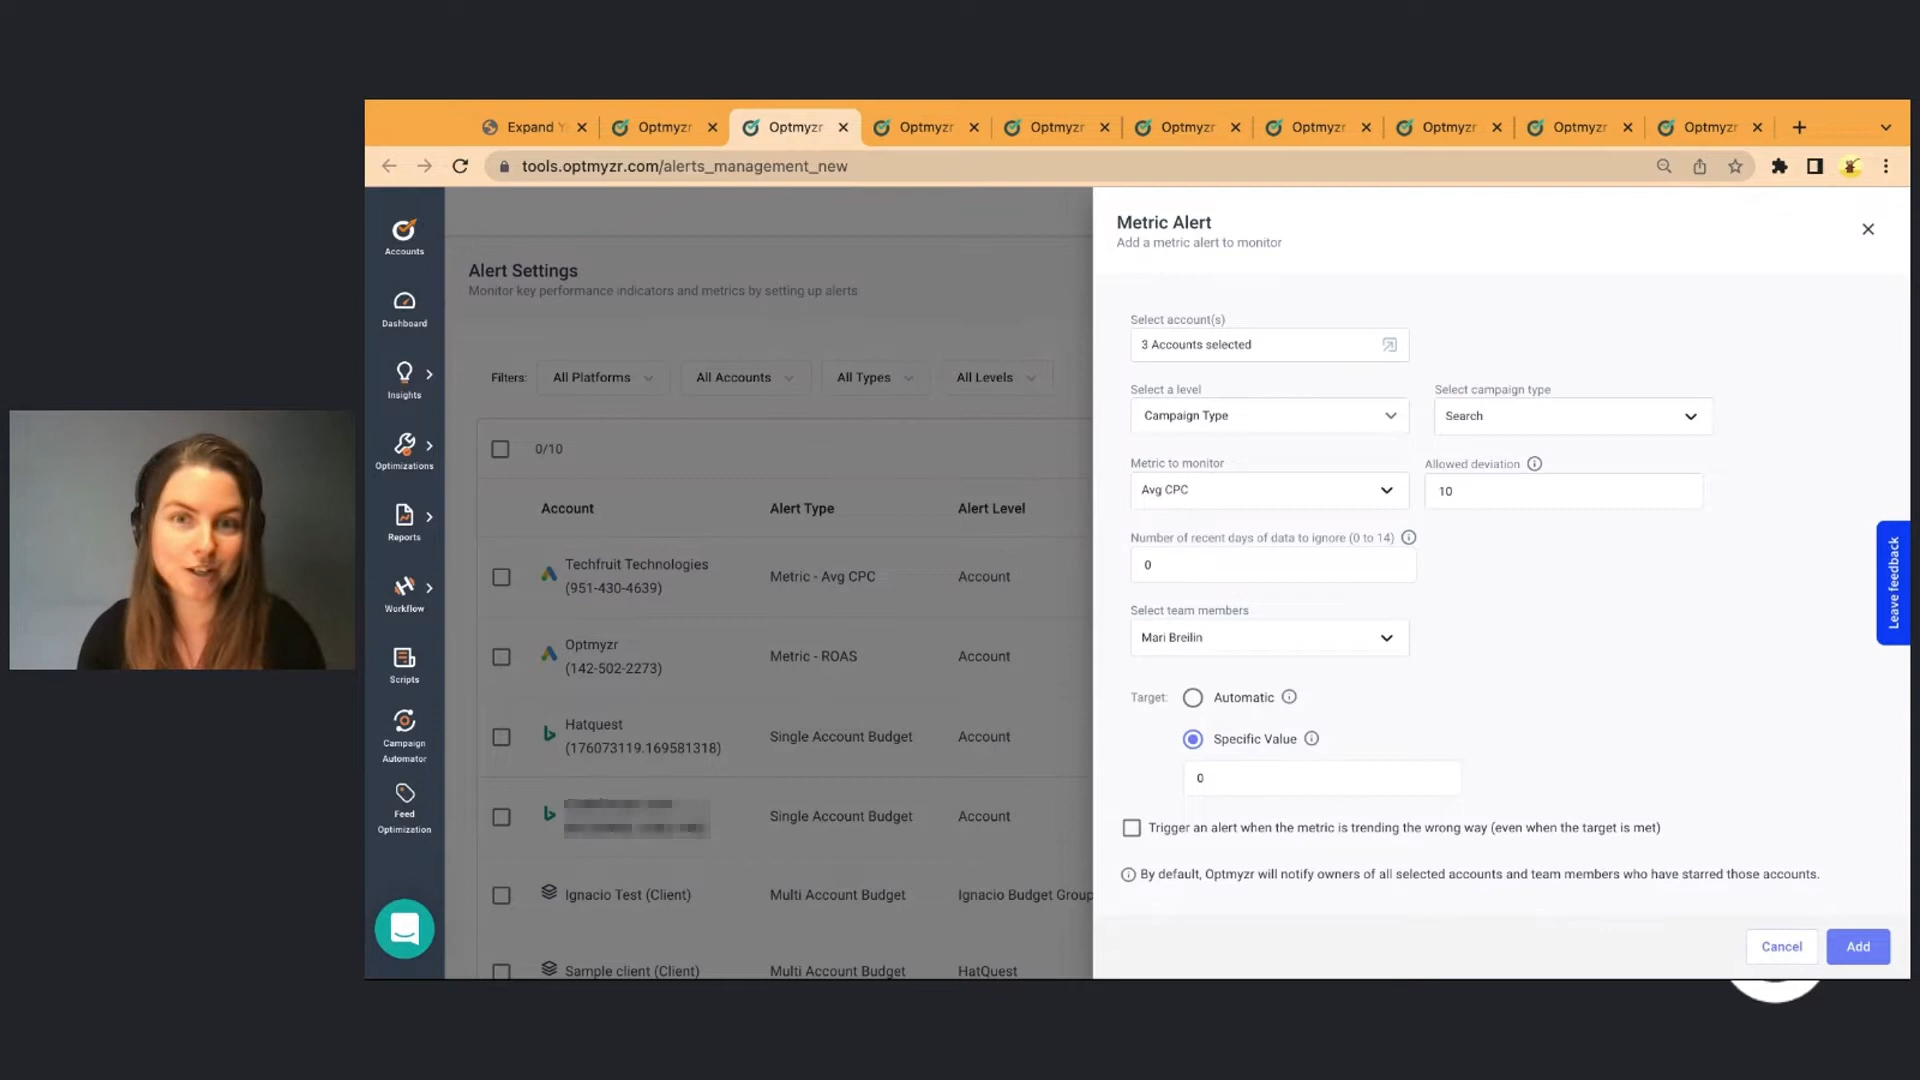 Expand Y
Optmyzr
Optmyzr
Optmyzr
Optmyzr
Optmyzr
Optmyzr
Optmyzr
Optmyzr
Optmyzr
tools.optmyzr.com/alerts_management_new
Accounts
Dashboard
Insights
Optimizations
Reports
Workflow
Scripts
Campaign
Automator
Feed
Optimization
Alert Settings
Monitor key performance indicators and metrics by setting up alerts
Filters: All Platforms All Accounts All Types All Levels
0/10
Account Alert Type Alert Level
Techfruit Technologies
(951-430-4639) Metric - Avg CPC Account
Optmyzr
(142-502-2273) Metric - ROAS Account
Hatquest
(176073119.169581318) Single Account Budget Account
Single Account Budget Account
Ignacio Test (Client) Multi Account Budget Ignacio Budget Group
Sample client (Client) Multi Account Budget HatQuest
Metric Alert
Add a metric alert to monitor
Select account(s)
3 Accounts selected
Select a level Select campaign type
Campaign Type Search
Metric to monitor Allowed deviation
Avg CPC 10
Number of recent days of data to ignore (0 to 14)
0
Select team members
Mari Breilin
Target: Automatic
Specific Value
0
Trigger an alert when the metric is trending the wrong way (even when the target is met)
By default, Optmyzr will notify owners of all selected accounts and team members who have starred those accounts.
Cancel Add
Leave feedback